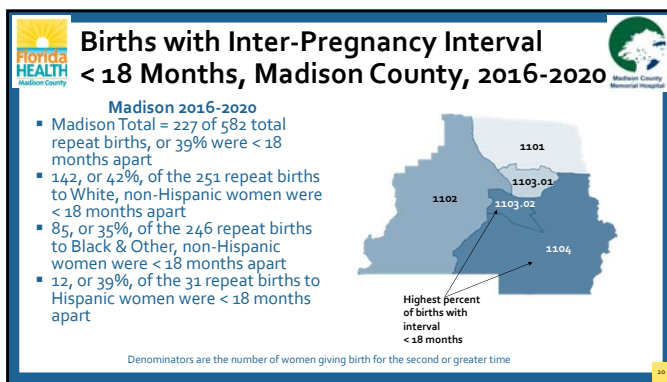 Florida
HEALTH
Madison County
Births with Inter-Pregnancy Interval
< 18 Months, Madison County, 2016-2020
Madison County
Memorial Hospital
Madison 2016-2020
▪ Madison Total = 227 of 582 total
repeat births, or 39% were < 18
months apart
▪ 142, or 42%, of the 251 repeat births
to White, non-Hispanic women were
< 18 months apart
▪ 85, or 35%, of the 246 repeat births
to Black & Other, non-Hispanic
women were < 18 months apart
▪ 12, or 39%, of the 31 repeat births to
Hispanic women were < 18 months
apart
1101
1103.01
1102
1103.02
1104
Highest percent
of births with
interval
< 18 months
Denominators are the number of women giving birth for the second or greater time
20